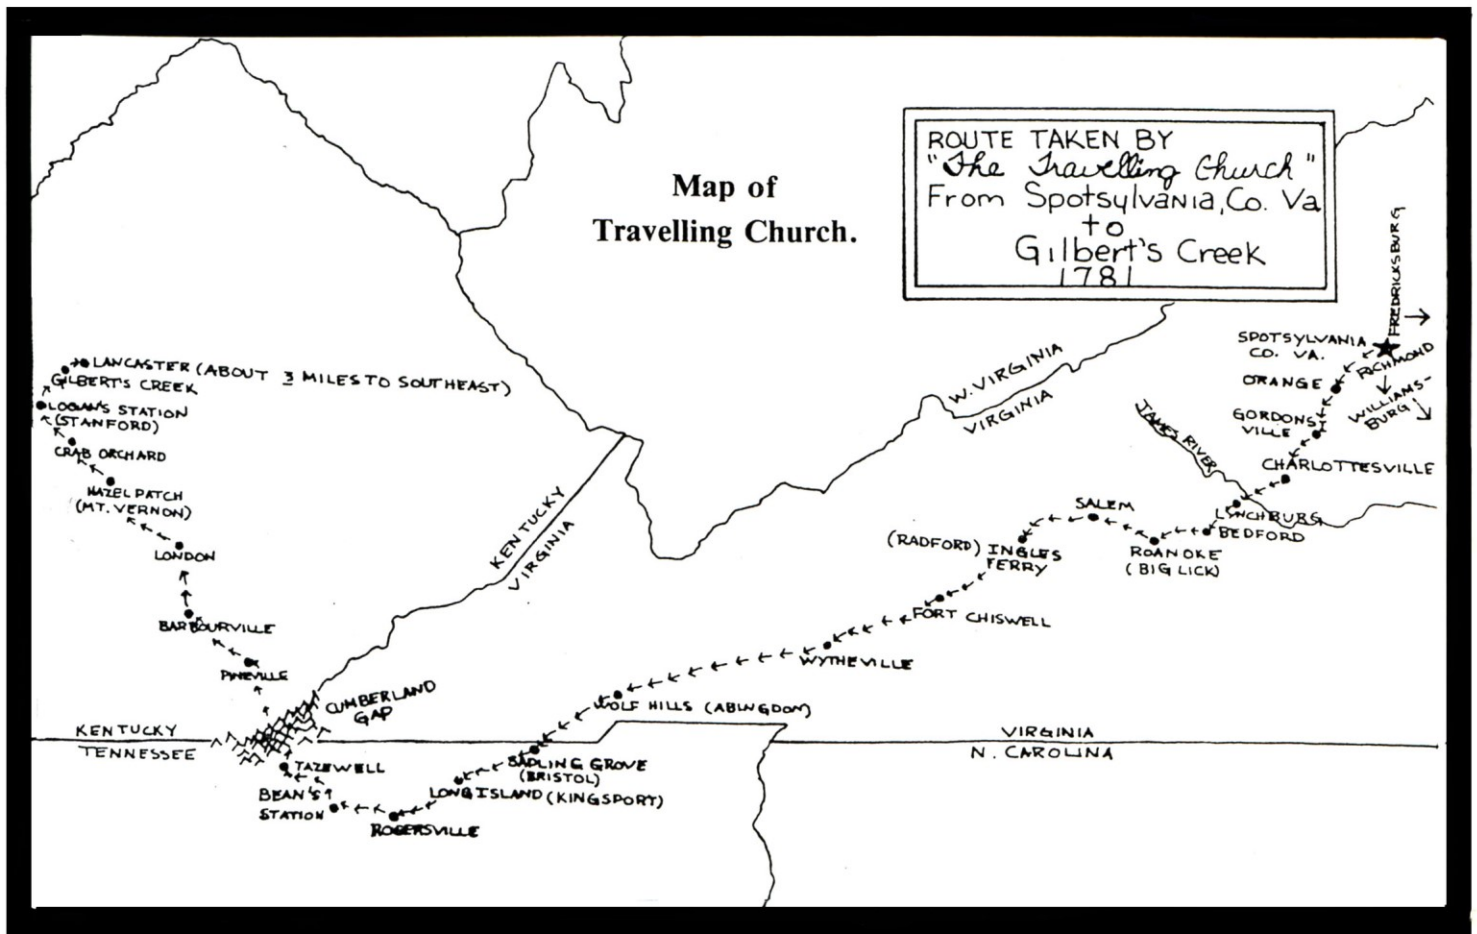 Map of
Travelling Church.
ROUTE TAKEN BY
"The Travelling Church"
From Spotsylvania, Co. Va
to
Gilbert's Creek
1781
FREDRICKSBURG
SPOTSYLVANIA
CO. VA.
RICHMOND
WILLIAMS-
BURG
ORANGE
GORDONS
VILLE
CHARLOTTESVILLE
JAMES RIVER
LYNCHBURG
BEDFORD
ROANOKE
(BIG LICK)
SALEM
(RADFORD) INGLES
FERRY
FORT CHISWELL
WYTHEVILLE
WOLF HILLS (ABINGDON)
SADLING GROVE
(BRISTOL)
LONG ISLAND (KINGSPORT)
ROGERSVILLE
BEAN'S
STATION
TAZEWELL
CUMBERLAND
GAP
PINEVILLE
BARBOURVILLE
LONDON
HAZEL PATCH
(MT. VERNON)
CRAB ORCHARD
LOGAN'S STATION
(STANFORD)
GILBERT'S CREEK
LANCASTER (ABOUT 3 MILES TO SOUTHEAST)
W. VIRGINIA
VIRGINIA
KENTUCKY
VIRGINIA
KENTUCKY
TENNESSEE
VIRGINIA
N. CAROLINA